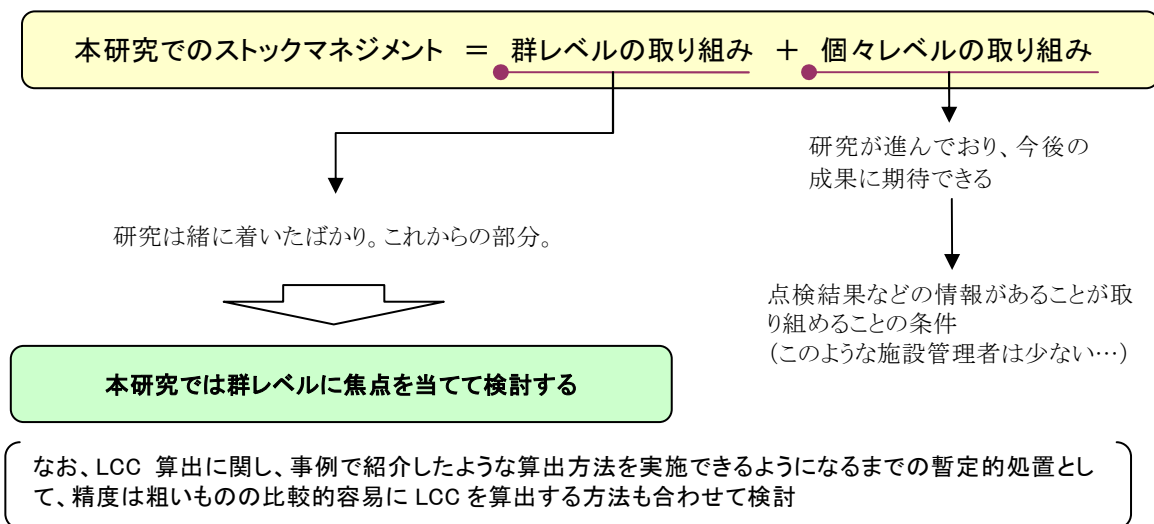 本研究でのストックマネジメント ＝ 群レベルの取り組み ＋ 個々レベルの取り組み
研究が進んでおり、今後の
成果に期待できる
研究は緒に着いたばかり。これからの部分。
点検結果などの情報があることが取
り組めることの条件
（このような施設管理者は少ない…）
本研究では群レベルに焦点を当てて検討する
なお、LCC 算出に関し、事例で紹介したような算出方法を実施できるようになるまでの暫定的処置とし
て、精度は粗いものの比較的容易に LCC を算出する方法も合わせて検討